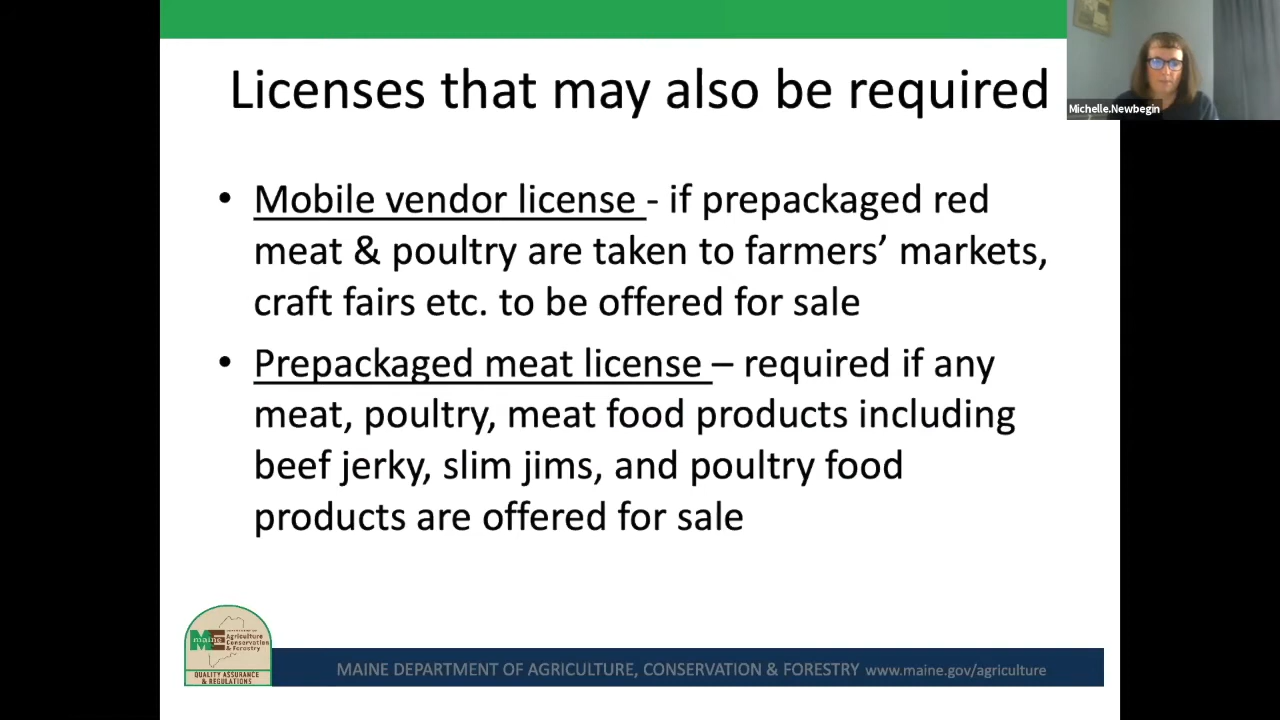 Licenses that may also be required
Michelle.Newbegin
• Mobile vendor license - if prepackaged red
meat & poultry are taken to farmers’ markets,
craft fairs etc. to be offered for sale
• Prepackaged meat license – required if any
meat, poultry, meat food products including
beef jerky, slim jims, and poultry food
products are offered for sale
maine
Agriculture
Conservation
& Forestry
QUALITY ASSURANCE
& REGULATIONS
MAINE DEPARTMENT OF AGRICULTURE, CONSERVATION & FORESTRY www.maine.gov/agriculture